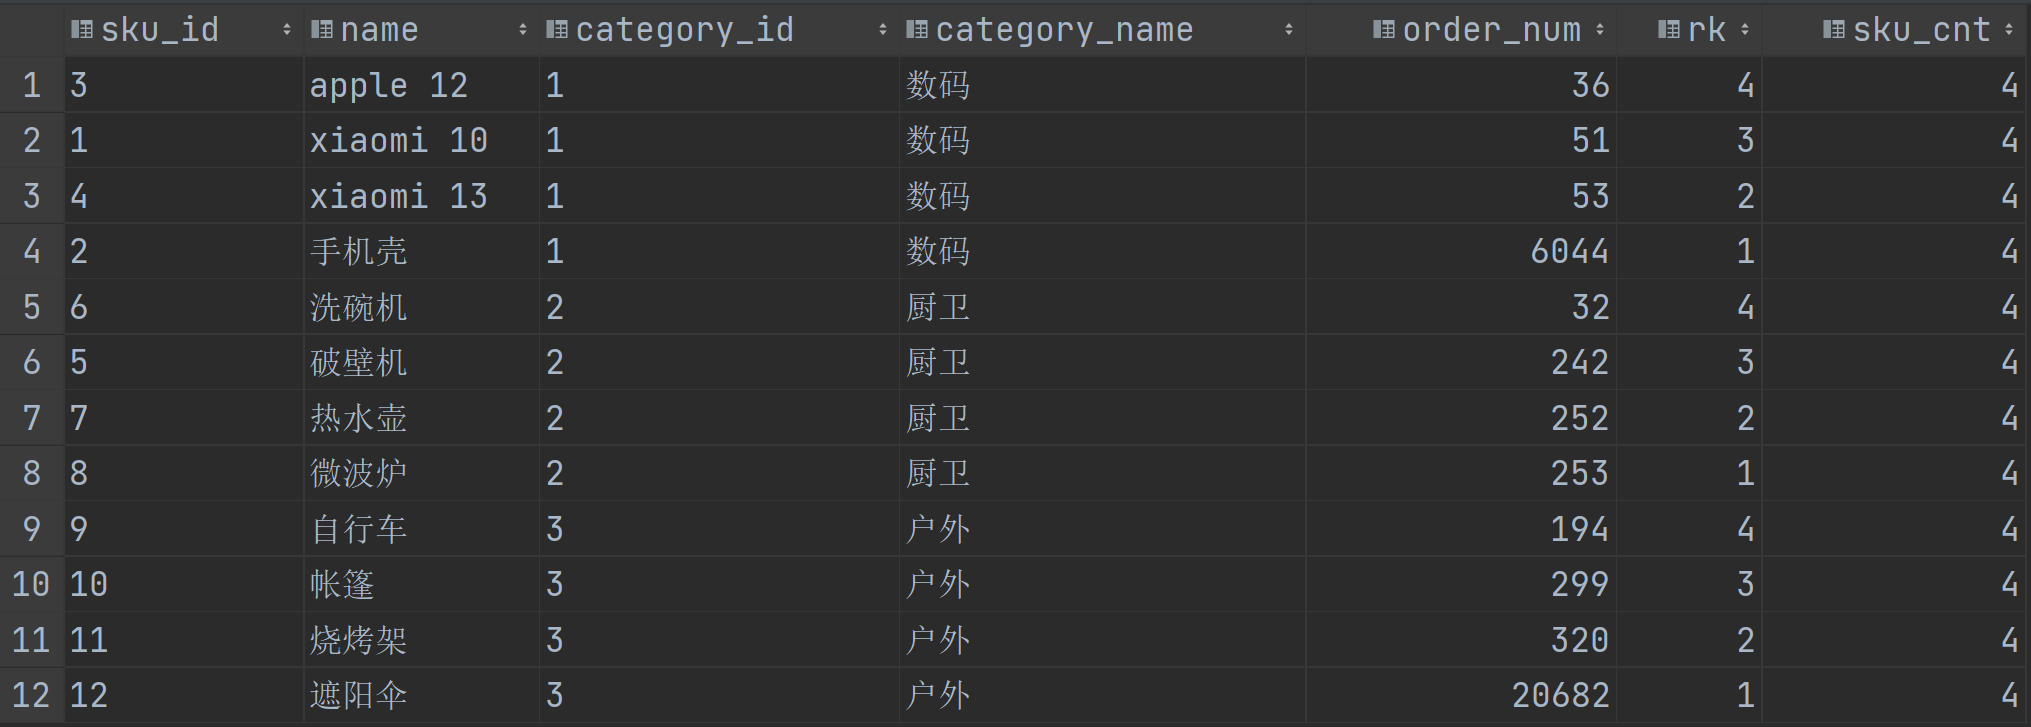 sku_id name category_id category_name order_num rk sku_cnt
1 3 apple 12 1 数码 36 4 4
2 1 xiaomi 10 1 数码 51 3 4
3 4 xiaomi 13 1 数码 53 2 4
4 2 手机壳 1 数码 6044 1 4
5 6 洗碗机 2 厨卫 32 4 4
6 5 破壁机 2 厨卫 242 3 4
7 7 热水壶 2 厨卫 252 2 4
8 8 微波炉 2 厨卫 253 1 4
9 9 自行车 3 户外 194 4 4
10 10 帐篷 3 户外 299 3 4
11 11 烧烤架 3 户外 320 2 4
12 12 遮阳伞 3 户外 20682 1 4